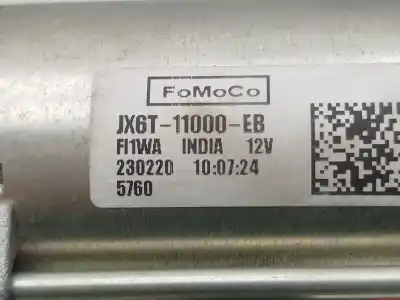 FoMoCo
JX6T-11000-EB
FI1WA INDIA 12V
230220 10:07:24
5760